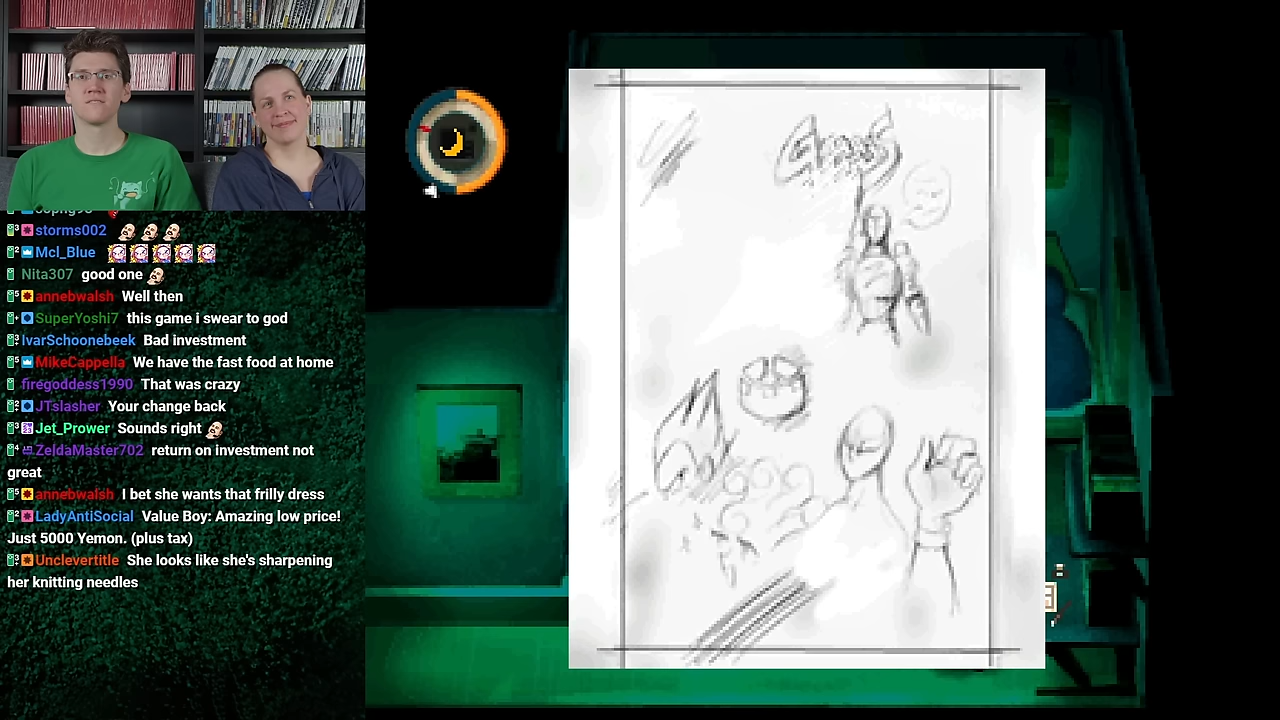 storms002
Mcl_Blue
Nita307 good one
annebwalsh Well then
SuperYoshi7 this game i swear to god
IvarSchoonebeek Bad investment
MikeCappella We have the fast food at home
firegoddess1990 That was crazy
JTslasher Your change back
Jet_Prower Sounds right
ZeldaMaster702 return on investment not
great
annebwalsh I bet she wants that frilly dress
LadyAntiSocial Value Boy: Amazing low price!
Just 5000 Yemon. (plus tax)
Unclevertitle She looks like she's sharpening
her knitting needles